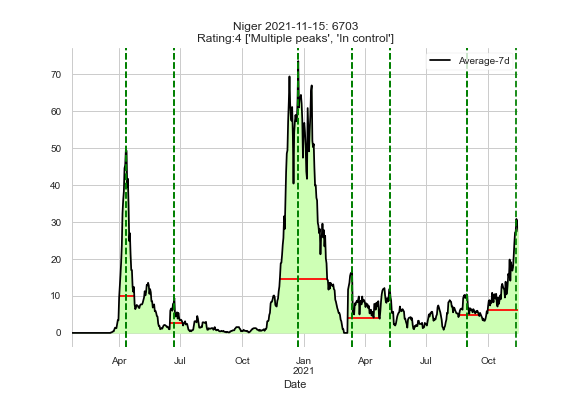 Niger 2021-11-15: 6703
Rating:4 ['Multiple peaks', 'In control']
Average-7d
70
60
50
40
30
20
10
0
Apr Jul Oct Jan Apr Jul Oct
2021
Date